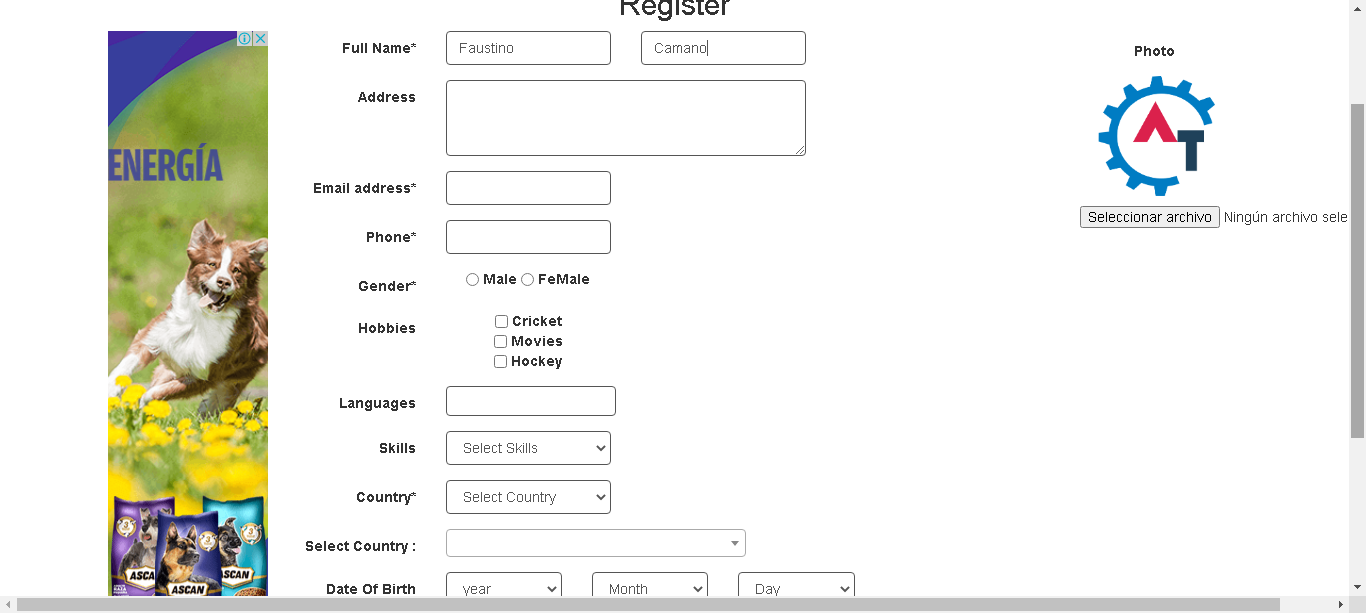 Register
Full Name*
Faustino
Camano
Photo
Address
AT
ENERGÍA
Email address*
Seleccionar archivo Ningún archivo sele
Phone*
Gender*
Male FeMale
Hobbies
Cricket
Movies
Hockey
Languages
Skills
Select Skills
Country*
Select Country
Select Country :
Date Of Birth
year
Month
Day
ASCAN
ASCAN
SCAN